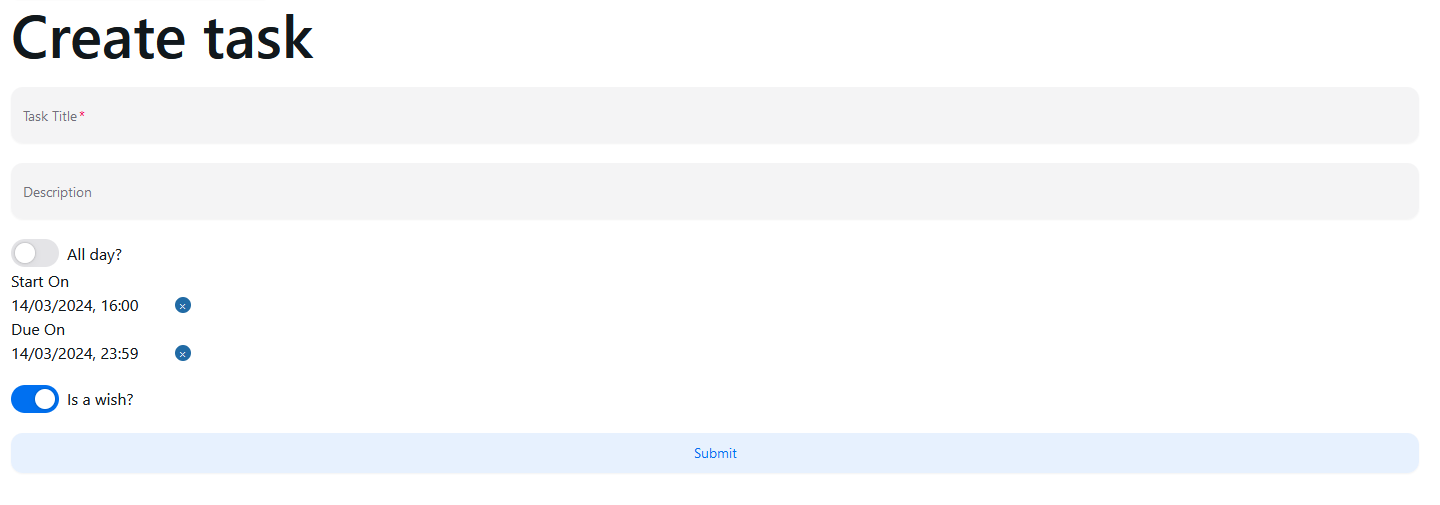 Create task
Task Title*
Description
All day?
Start On
14/03/2024, 16:00
Due On
14/03/2024, 23:59
Is a wish?
Submit